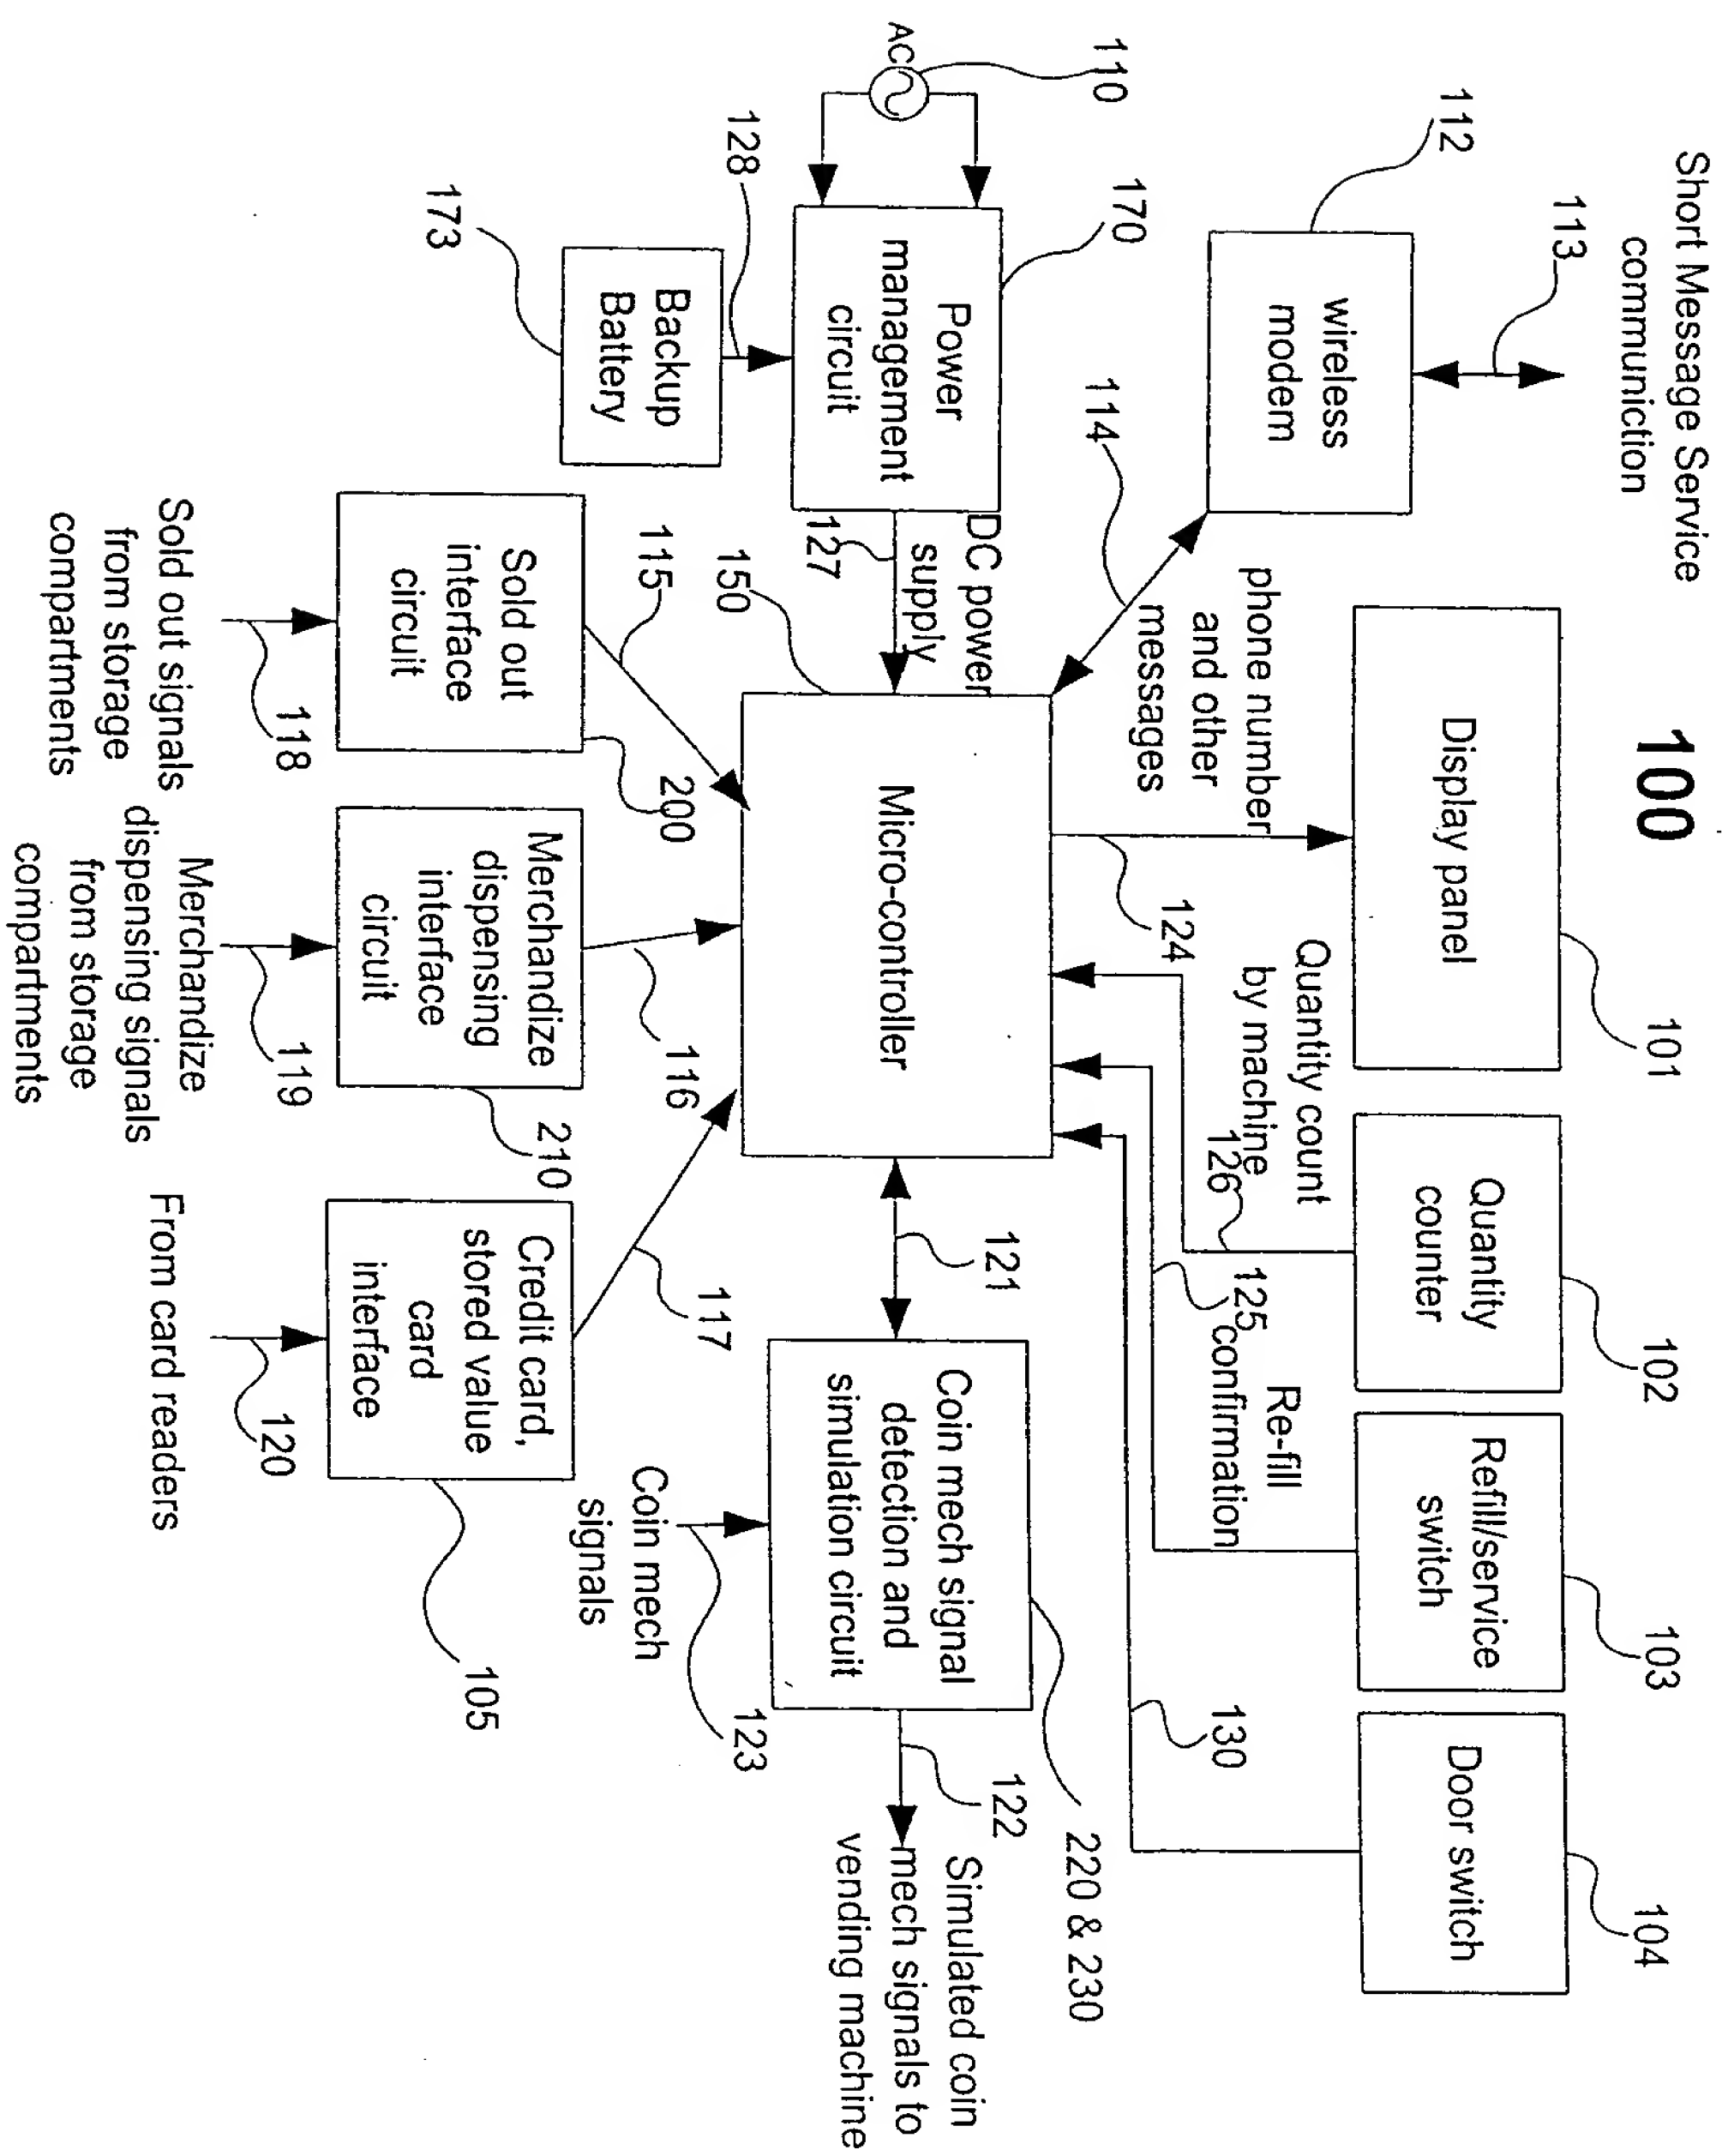 100
Short Message Service
communiction
113
112
wireless
modem
114
Display panel
101
phone number
and other
messages
124
Quantity
counter
102
Quantity count
by machine
126
Refill/service
switch
103
Re-fill
confirmation
125
Door switch
104
130
110
AC
170
Power
management
circuit
128
Backup
Battery
173
DC power
supply
127
150
Micro-controller
121
Coin mech signal
detection and
simulation circuit
220 & 230
122
Simulated coin
mech signals to
vending machine
Coin mech
signals
123
115
Sold out
interface
circuit
200
118
Sold out signals
from storage
compartments
116
Merchandize
dispensing
interface
circuit
210
119
Merchandize
dispensing signals
from storage
compartments
117
Credit card,
stored value
card
interface
105
120
From card readers